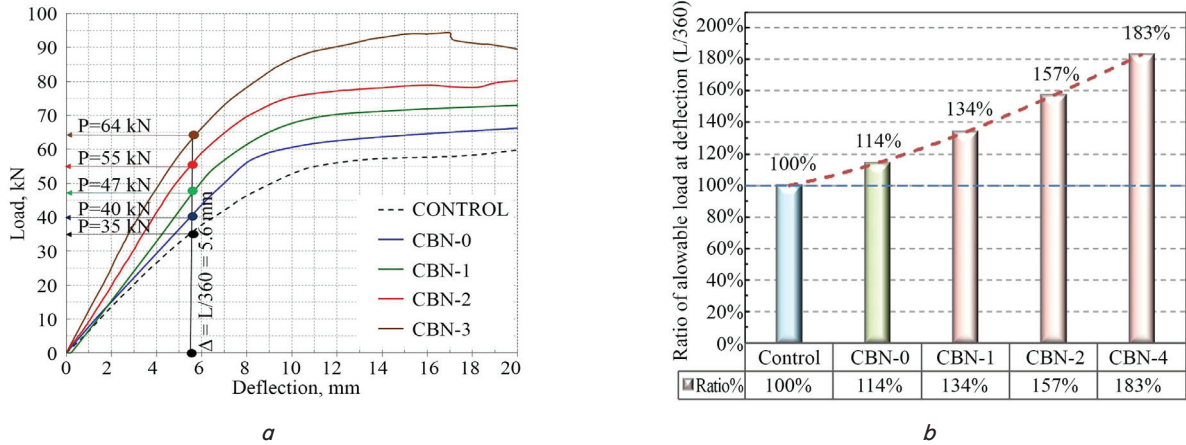 Load, kN
100
90
80
70
60
50
40
30
20
10
0
P=64 kN
P=55 kN
P=47 kN
P=40 kN
P=35 kN
Δ = L/360 = 5.6 mm
CONTROL
CBN-0
CBN-1
CBN-2
CBN-3
0 2 4 6 8 10 12 14 16 18 20
Deflection, mm
a
Ratio of alowable load at deflection (L/360)
200%
180%
160%
140%
120%
100%
80%
60%
40%
20%
0%
100%
114%
134%
157%
183%
Control CBN-0 CBN-1 CBN-2 CBN-4
Ratio% 100% 114% 134% 157% 183%
b